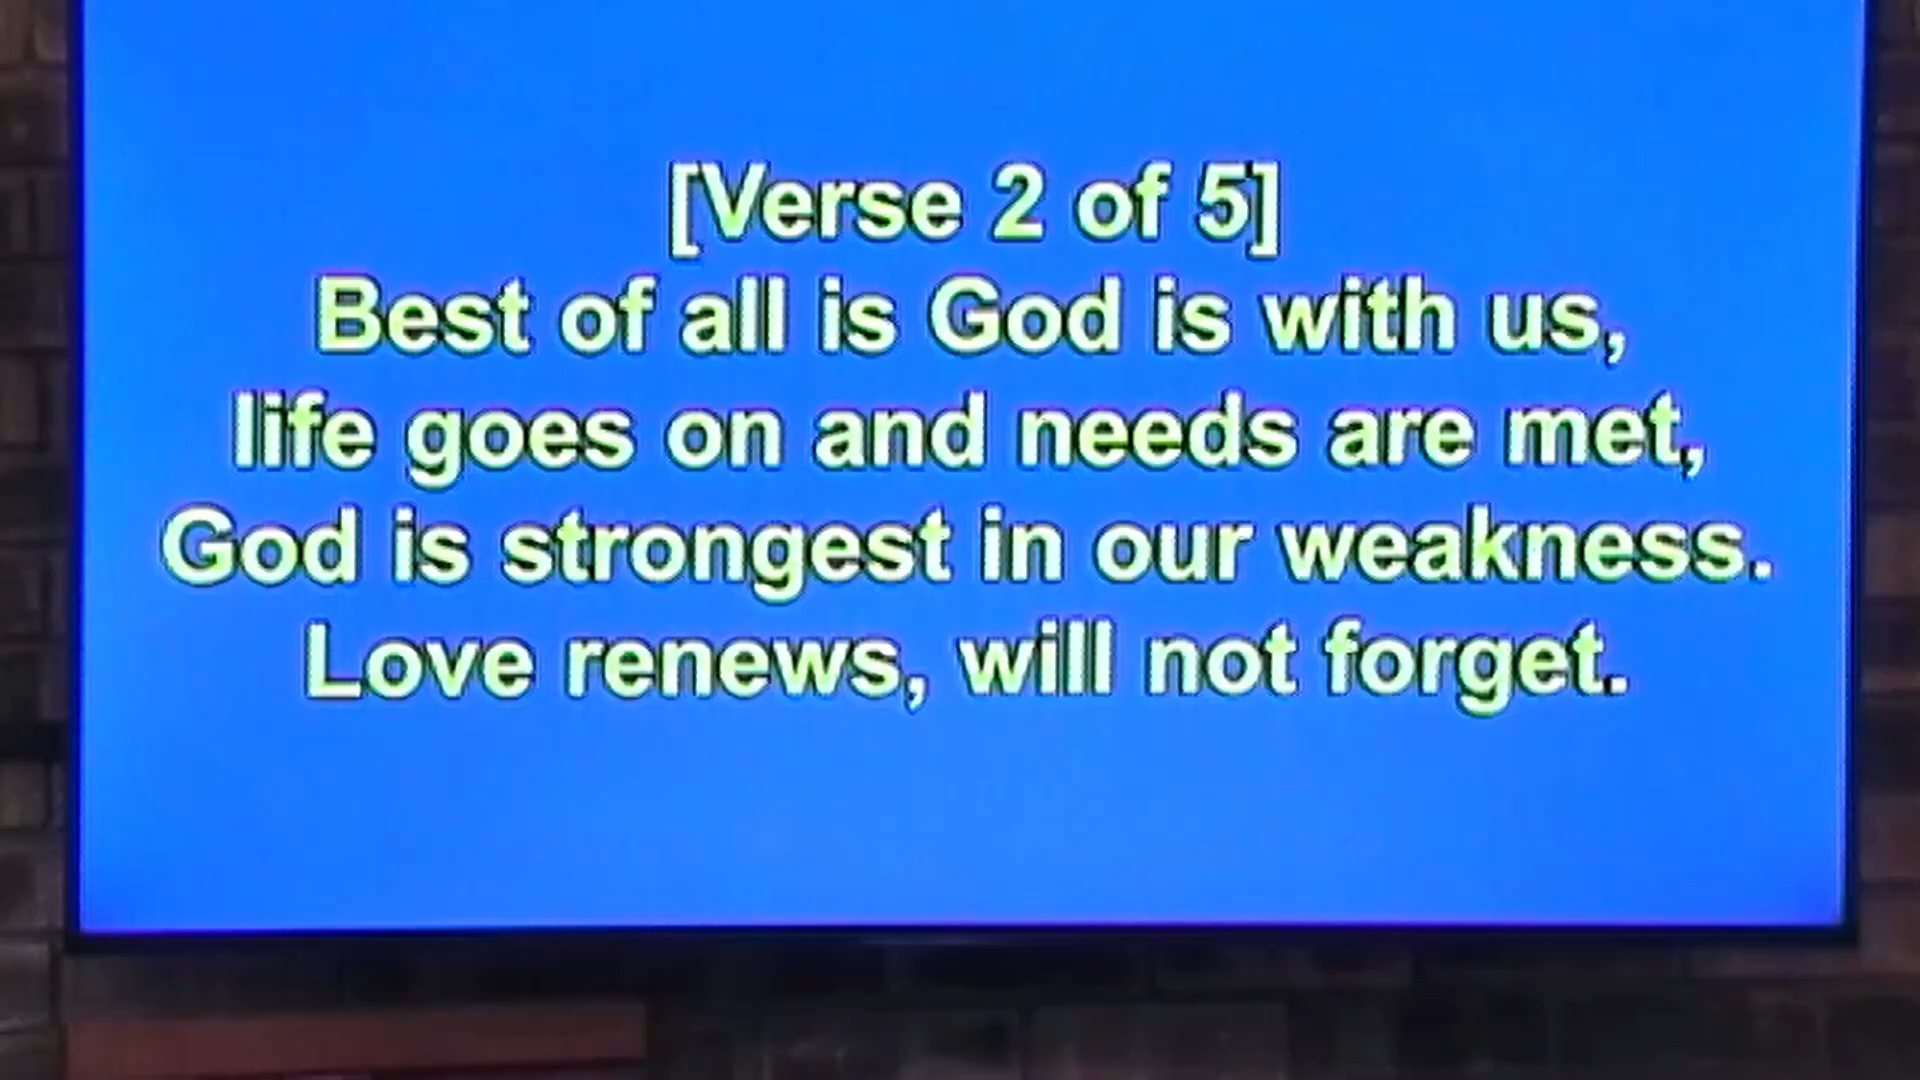 [Verse 2 of 5]
Best of all is God is with us,
life goes on and needs are met,
God is strongest in our weakness.
Love renews, will not forget.